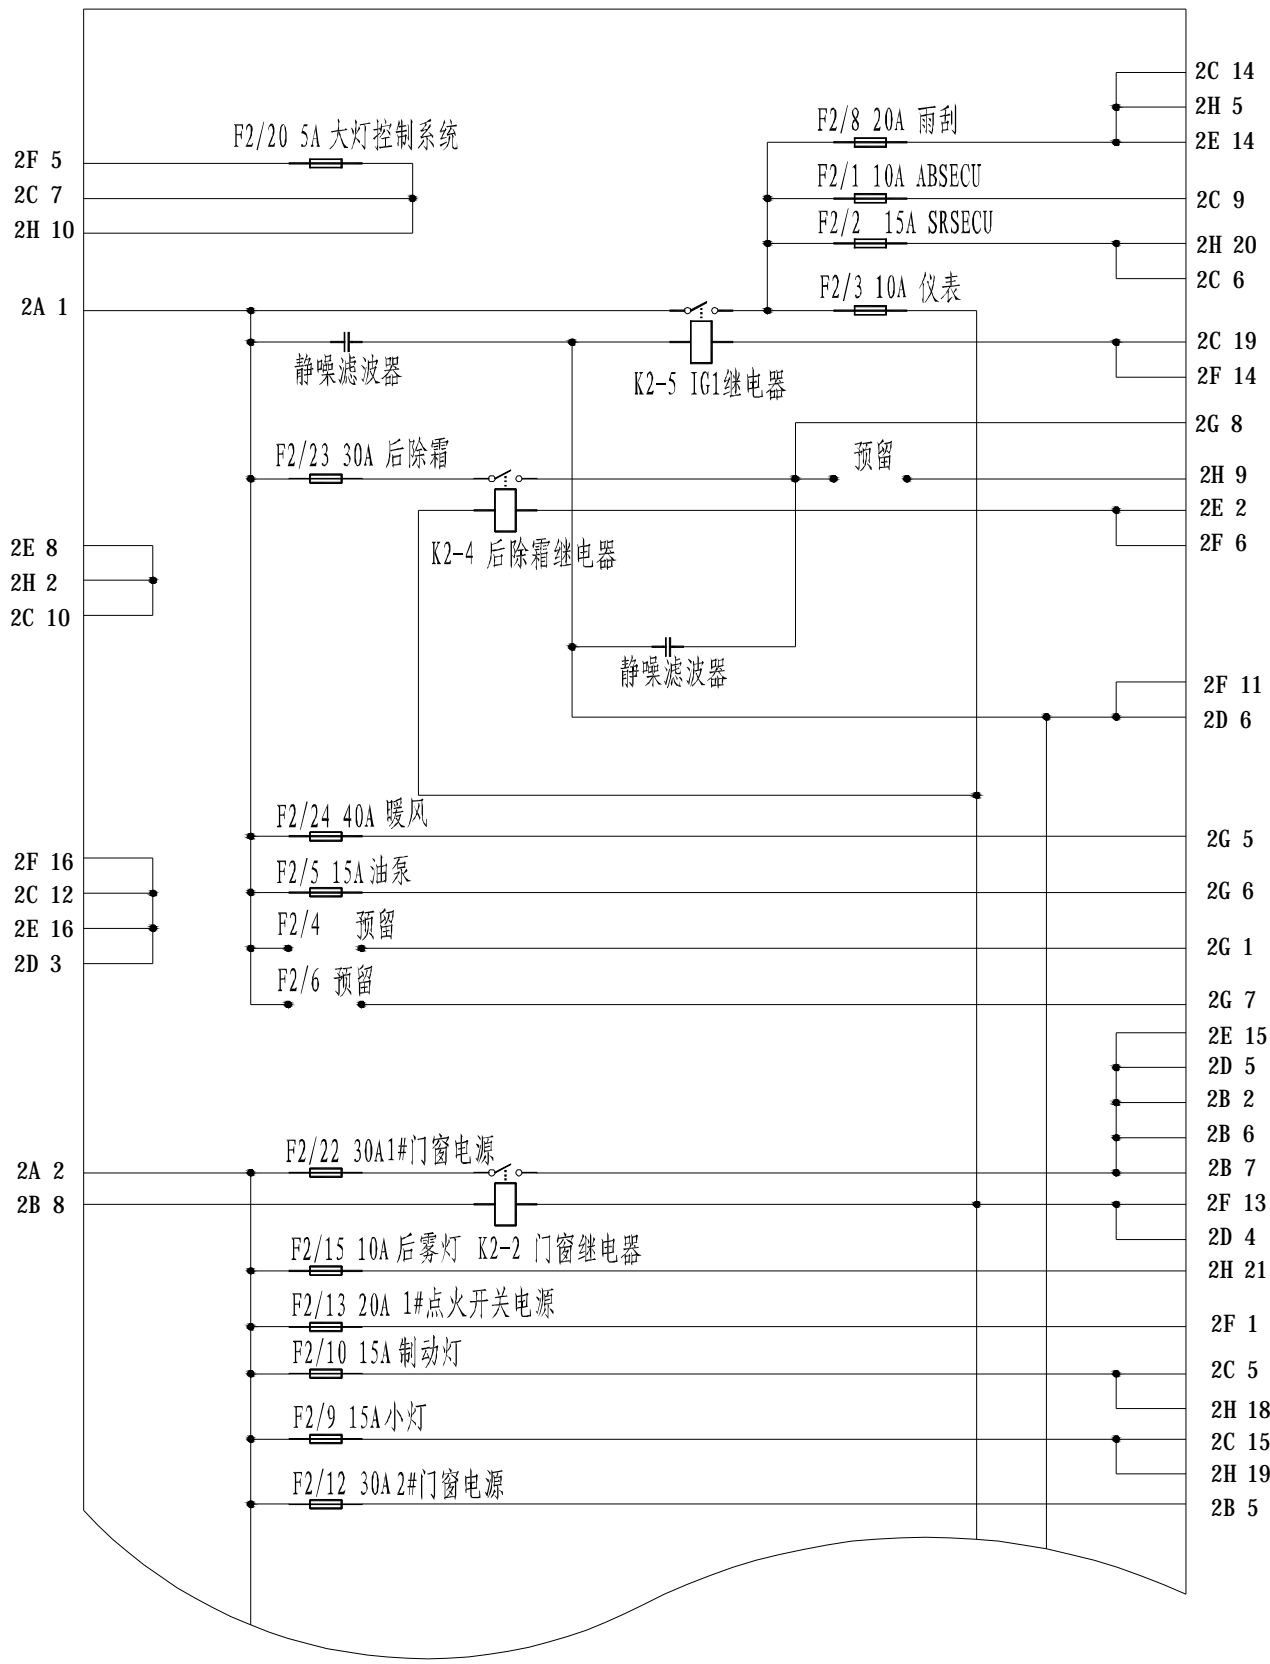 2C 14
2H 5
F2/8 20A 雨刮
F2/20 5A 大灯控制系统
2E 14
2F 5
F2/1 10A ABSECU
2C 7
2C 9
F2/2 15A SRSECU
2H 10
2H 20
2C 6
F2/3 10A 仪表
2A 1
2C 19
静噪滤波器
K2-5 IG1继电器
2F 14
2G 8
F2/23 30A 后除霜
预留
2H 9
2E 2
2E 8
K2-4 后除霜继电器
2F 6
2H 2
2C 10
静噪滤波器
2F 11
2D 6
F2/24 40A 暖风
2G 5
2F 16
F2/5 15A 油泵
2C 12
2G 6
F2/4 预留
2E 16
2G 1
2D 3
F2/6 预留
2G 7
2E 15
2D 5
2B 2
2B 6
F2/22 30A1#门窗电源
2A 2
2B 7
2B 8
2F 13
2D 4
F2/15 10A 后雾灯 K2-2 门窗继电器
2H 21
F2/13 20A 1#点火开关电源
2F 1
F2/10 15A 制动灯
2C 5
2H 18
F2/9 15A 小灯
2C 15
2H 19
F2/12 30A 2#门窗电源
2B 5